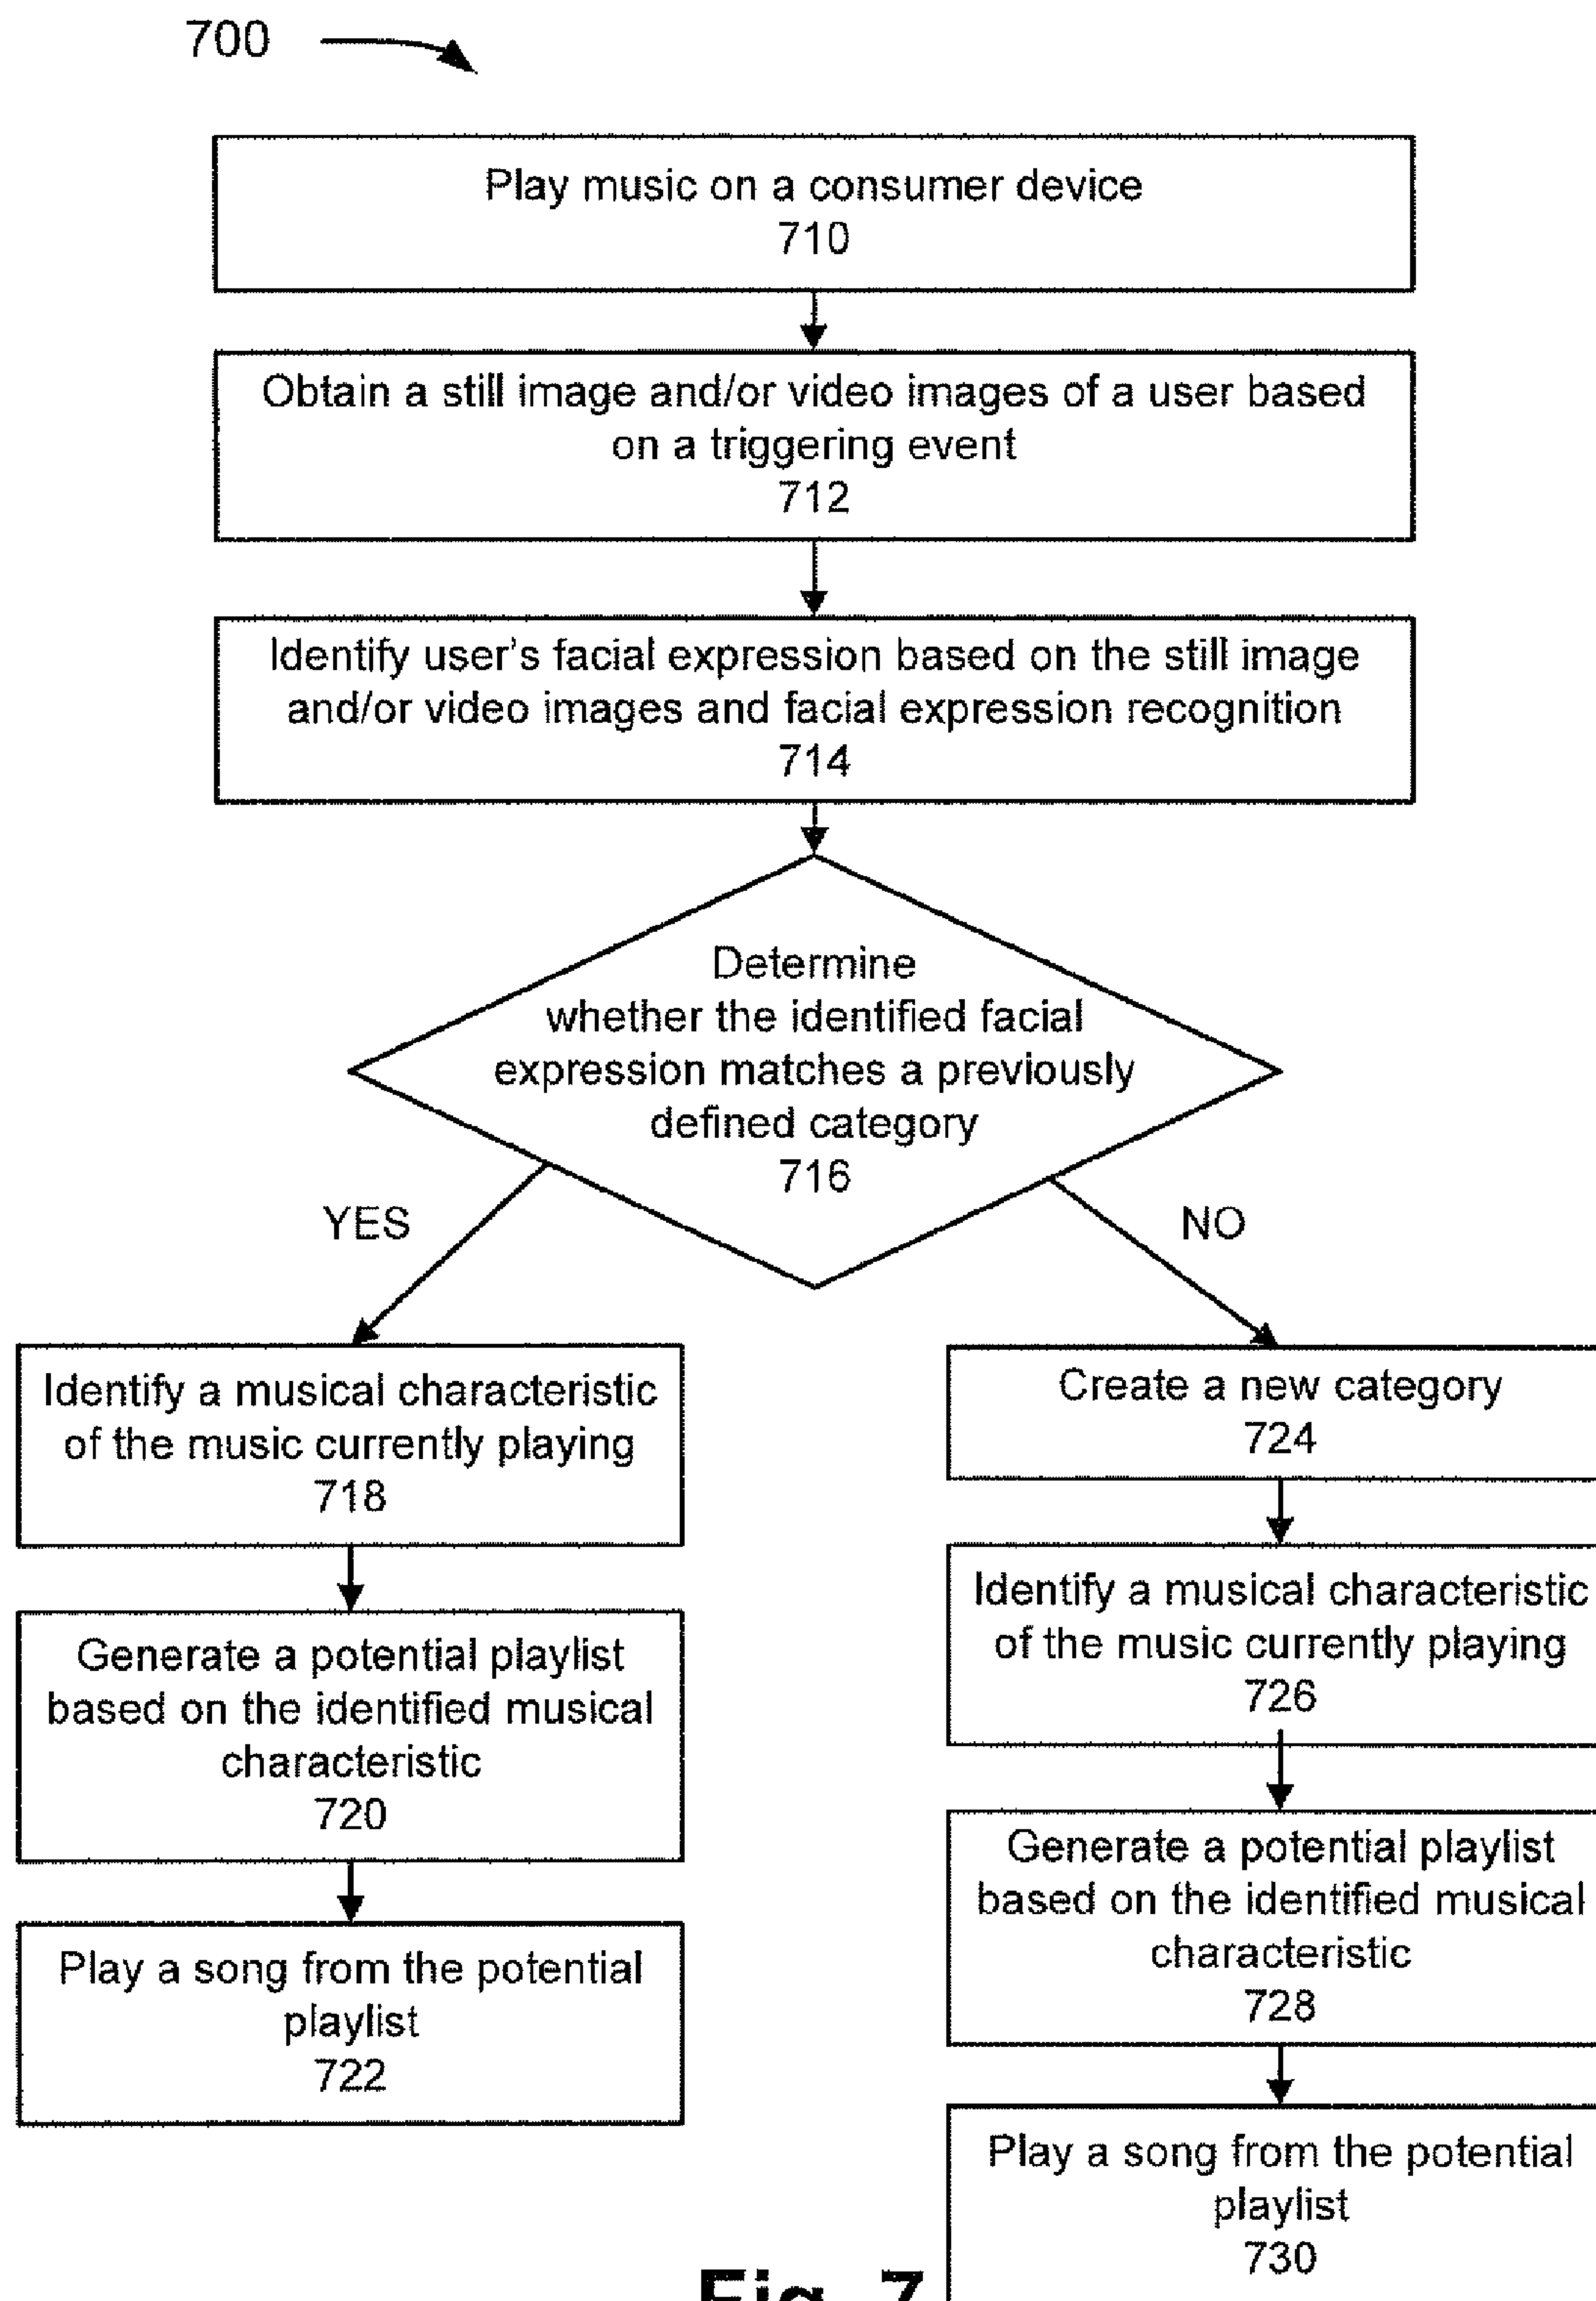 700
Play music on a consumer device
710
Obtain a still image and/or video images of a user based
on a triggering event
712
Identify user's facial expression based on the still image
and/or video images and facial expression recognition
714
Determine
whether the identified facial
expression matches a previously
defined category
716
YES
NO
Identify a musical characteristic
of the music currently playing
718
Generate a potential playlist
based on the identified musical
characteristic
720
Play a song from the potential
playlist
722
Create a new category
724
Identify a musical characteristic
of the music currently playing
726
Generate a potential playlist
based on the identified musical
characteristic
728
Play a song from the potential
playlist
730
Fig. 7